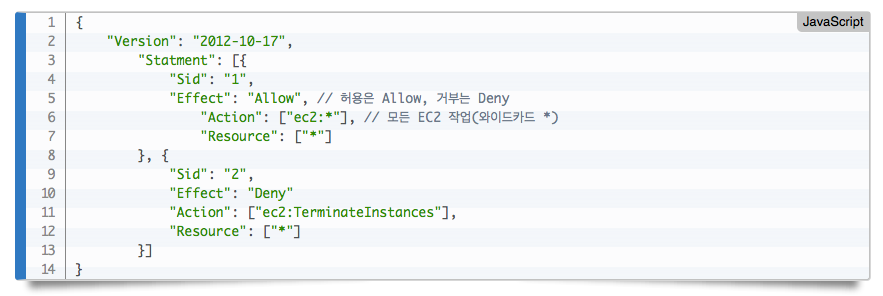 JavaScript
1 {
2 "Version": "2012-10-17",
3 "Statment": [{
4 "Sid": "1",
5 "Effect": "Allow", // 허용은 Allow, 거부는 Deny
6 "Action": ["ec2:*"], // 모든 EC2 작업(와이드카드 *)
7 "Resource": ["*"]
8 }, {
9 "Sid": "2",
10 "Effect": "Deny"
11 "Action": ["ec2:TerminateInstances"],
12 "Resource": ["*"]
13 }]
14 }